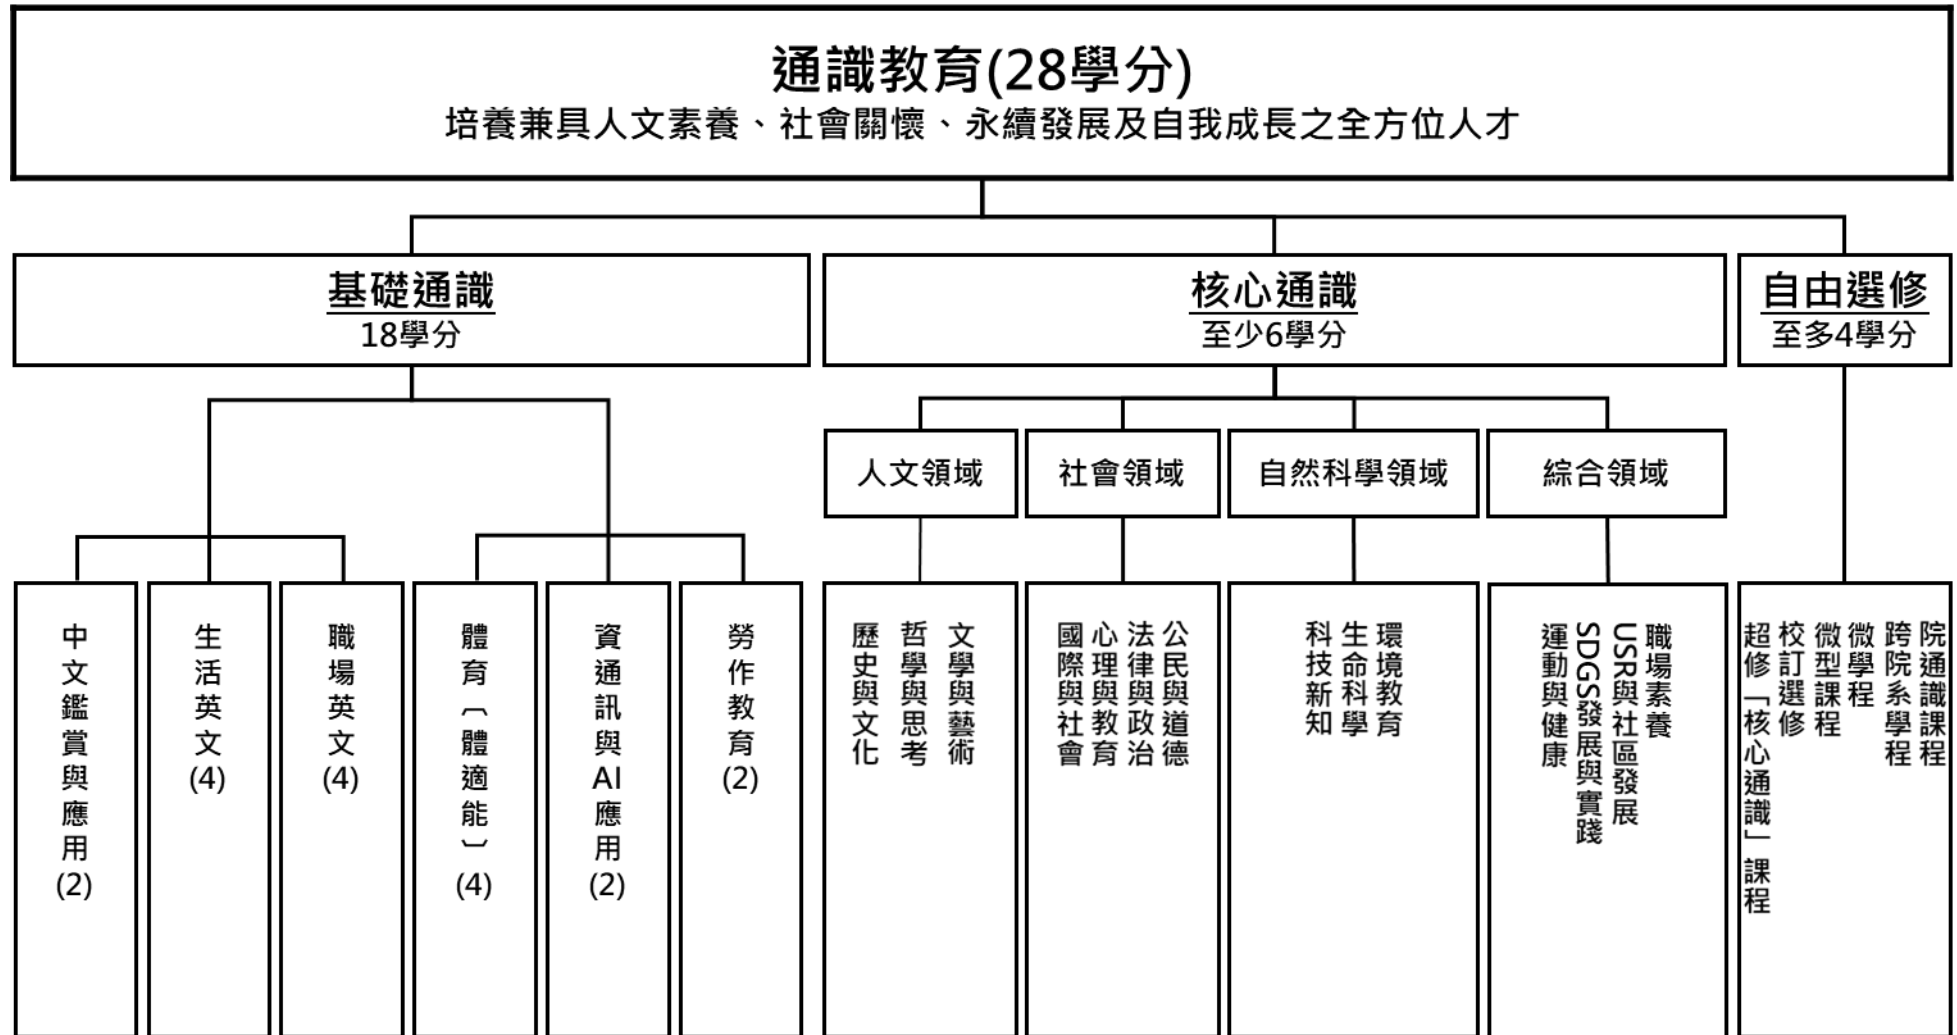 通識教育(28學分)
培養兼具人文素養、社會關懷、永續發展及自我成長之全方位人才
基礎通識
18學分
核心通識
至少6學分
自由選修
至多4學分
人文領域
社會領域
自然科學領域
綜合領域
中文鑑賞與應用(2)
生活英文(4)
職場英文(4)
體育〔體適能〕(4)
資通訊與AI應用(2)
勞作教育(2)
文學與藝術
哲學與思考
歷史與文化
公民與道德
法律與政治
心理與教育
國際與社會
環境教育
生命科學
科技新知
職場素養
USR與社區發展
SDGS發展與實踐
運動與健康
院通識課程
跨院系學程
微學程
微型課程
校訂選修
超修「核心通識」課程